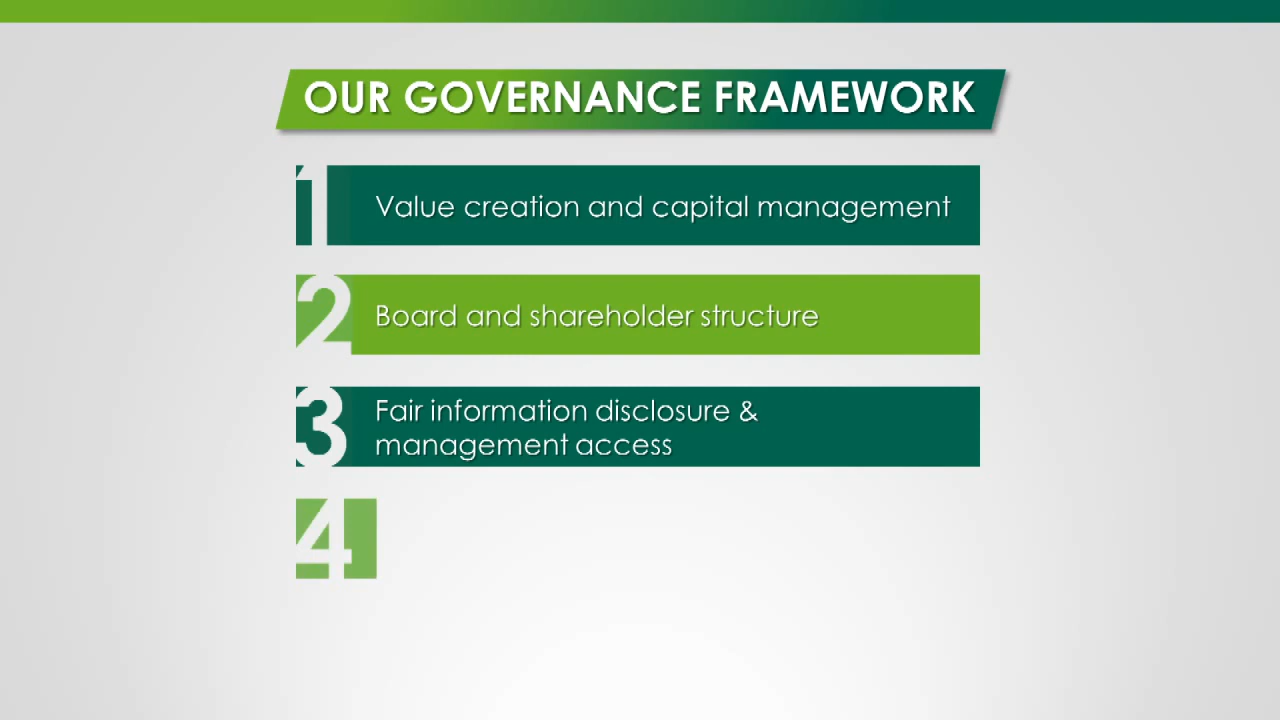 OUR GOVERNANCE FRAMEWORK
1 Value creation and capital management
2 Board and shareholder structure
3 Fair information disclosure &
management access
4